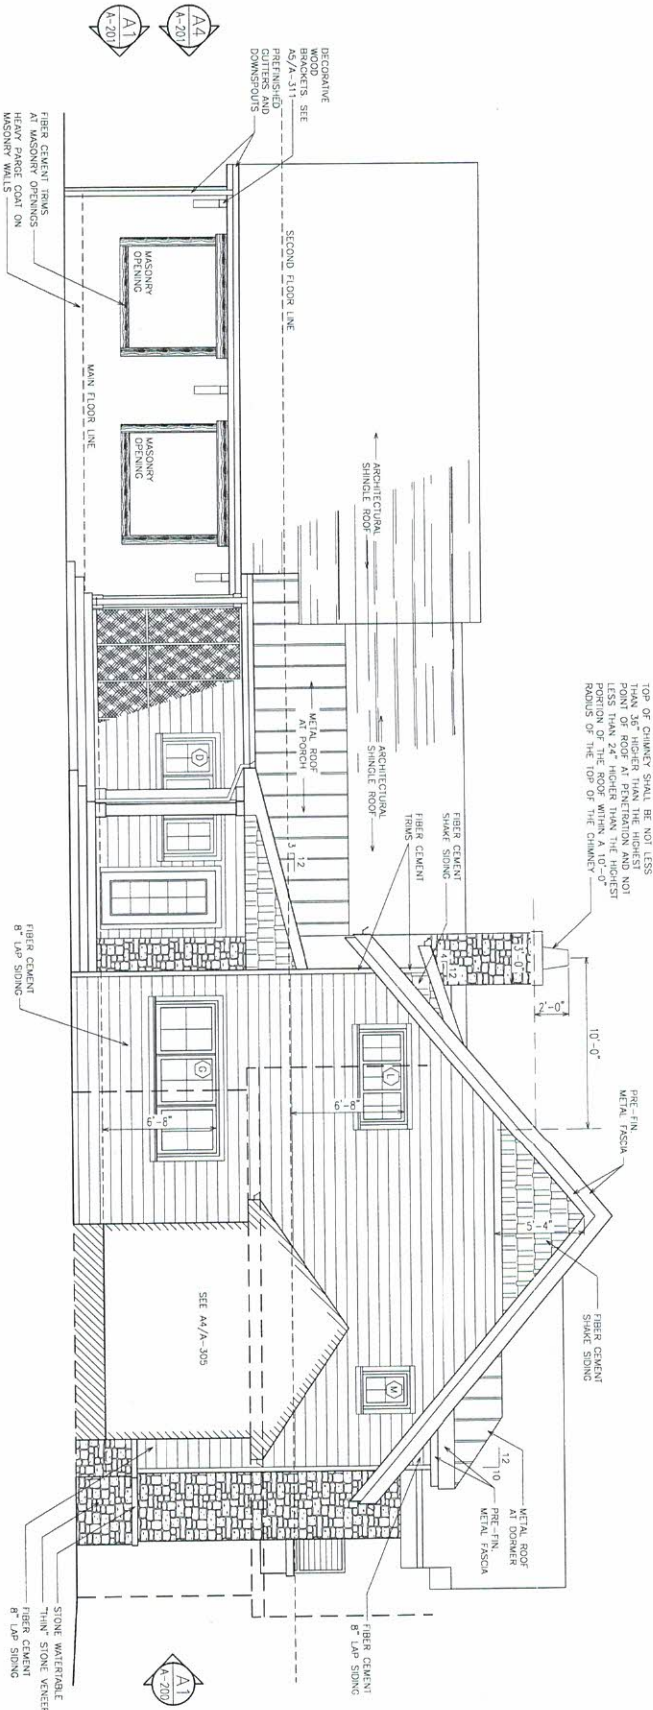 A4
A-201
A1
A-201
DECORATIVE
WOOD
BRACKETS, SEE
A5/A-311
PREFINISHED
GUTTERS AND
DOWNSPOUTS
FIBER CEMENT TRIMS
AT MASONRY OPENINGS
HEAVY PARGE COAT ON
MASONRY WALLS
MASONRY
OPENING
MASONRY
OPENING
SECOND FLOOR LINE
MAIN FLOOR LINE
ARCHITECTURAL
SHINGLE ROOF
ARCHITECTURAL
SHINGLE ROOF
METAL ROOF
AT PORCH
D
12
3
TOP OF CHIMNEY SHALL BE NOT LESS
THAN 36" HIGHER THAN THE HIGHEST
POINT OF ROOF AT PENETRATION AND NOT
LESS THAN 24" HIGHER THAN THE HIGHEST
PORTION OF THE ROOF WITHIN A 10'-0"
RADIUS OF THE TOP OF THE CHIMNEY
FIBER CEMENT
SHAKE SIDING
FIBER CEMENT
TRIMS
12
4
3'-0"
2'-0"
10'-0"
PRE-FIN.
METAL FASCIA
5'-4"
FIBER CEMENT
SHAKE SIDING
L
6'-8"
G
6'-8"
FIBER CEMENT
8" LAP SIDING
SEE A4/A-305
M
12
10
METAL ROOF
AT DORMER
PRE-FIN.
METAL FASCIA
FIBER CEMENT
8" LAP SIDING
STONE WATERTABLE
"THIN" STONE VENEER
FIBER CEMENT
8" LAP SIDING
A1
A-200